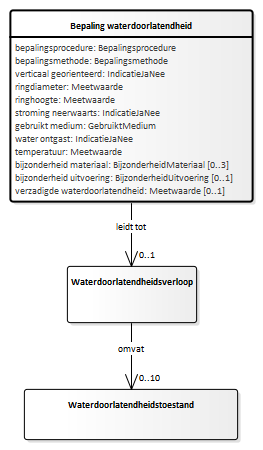 Bepaling waterdoorlatendheid
bepalingsprocedure: Bepalingsprocedure
bepalingsmethode: Bepalingsmethode
verticaal georienteerd: IndicatieJaNee
ringdiameter: Meetwaarde
ringhoogte: Meetwaarde
stroming neerwaarts: IndicatieJaNee
gebruikt medium: GebruiktMedium
water ontgast: IndicatieJaNee
temperatuur: Meetwaarde
bijzonderheid materiaal: BijzonderheidMateriaal [0..3]
bijzonderheid uitvoering: BijzonderheidUitvoering [0..1]
verzadigde waterdoorlatendheid: Meetwaarde [0..1]
leidt tot
0..1
Waterdoorlatendheidsverloop
omvat
0..10
Waterdoorlatendheidstoestand